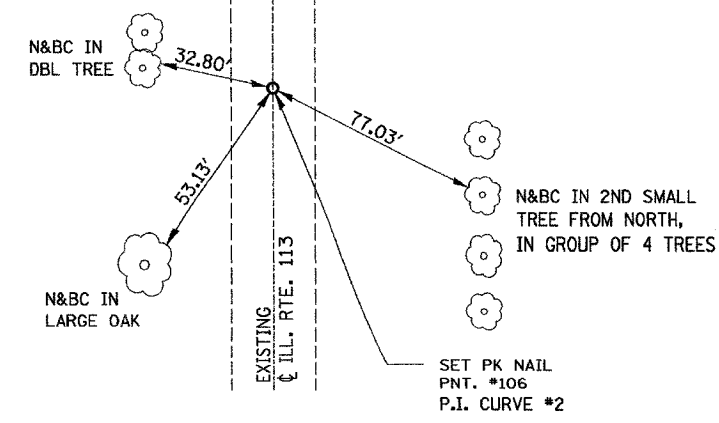 N&BC IN
DBL TREE
32.80'
77.03'
53.13'
N&BC IN 2ND SMALL
TREE FROM NORTH,
IN GROUP OF 4 TREES
N&BC IN
LARGE OAK
EXISTING
℄ ILL. RTE. 113
SET PK NAIL
PNT. #106
P.I. CURVE #2